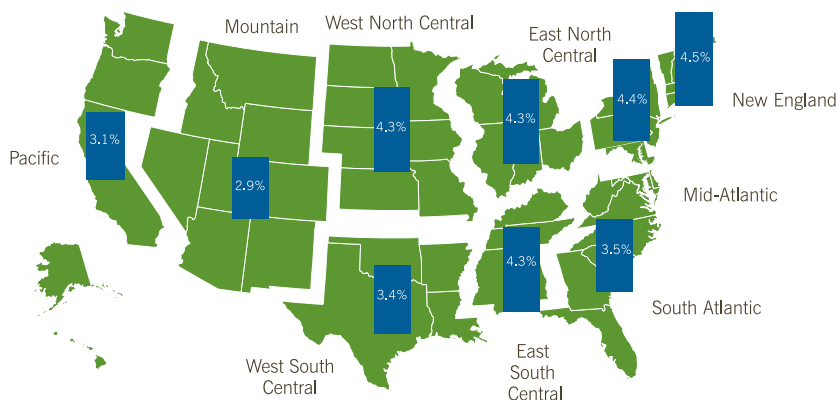 Mountain
West North Central
East North
Central
4.5%
4.4%
New England
4.3%
4.3%
3.1%
Pacific
2.9%
Mid-Atlantic
3.5%
4.3%
3.4%
South Atlantic
West South
Central
East
South
Central